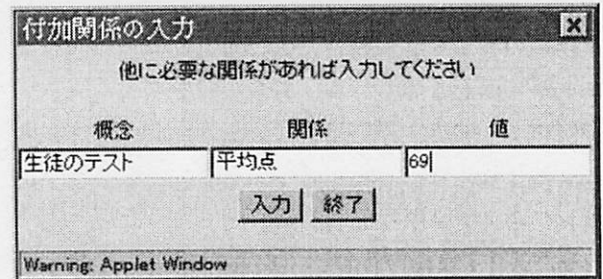 付加関係の入力
他に必要な関係があれば入力してください
概念 関係 値
生徒のテスト 平均点 69
入力 終了
Warning: Applet Window